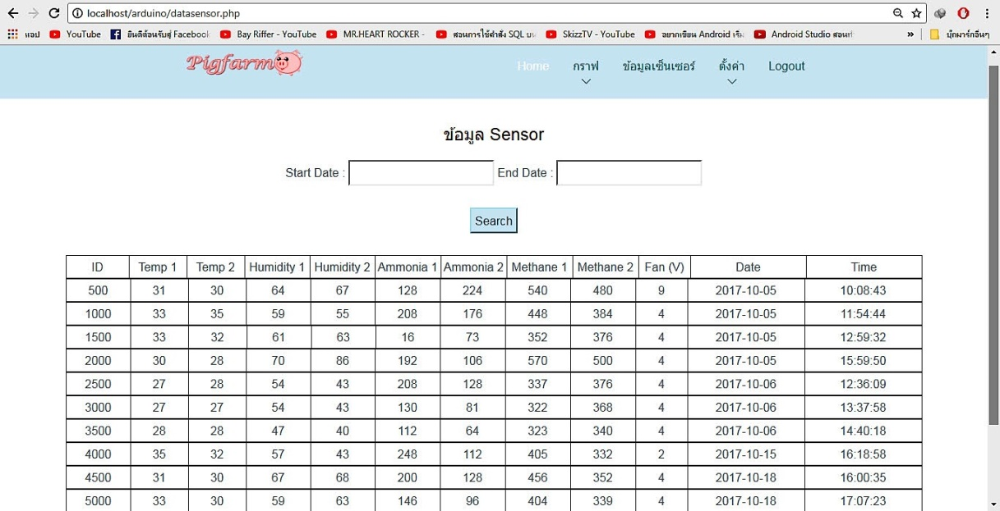 localhost/arduino/datasensor.php
แอป YouTube ยินดีต้อนรับสู่ Facebook Bay Riffer - YouTube MR.HEART ROCKER - สอนการใช้คำสั่ง SQL SkizzTV - YouTube อยากเขียน Android เริ่ม Android Studio สอนทำ » บุ๊กมาร์กอื่นๆ
Pigfarm Home กราฟ ข้อมูลเซ็นเซอร์ ตั้งค่า Logout
ข้อมูล Sensor
Start Date : End Date :
Search
ID Temp 1 Temp 2 Humidity 1 Humidity 2 Ammonia 1 Ammonia 2 Methane 1 Methane 2 Fan (V) Date Time
500 31 30 64 67 128 224 540 480 9 2017-10-05 10:08:43
1000 33 35 59 55 208 176 448 384 4 2017-10-05 11:54:44
1500 33 32 61 63 16 73 352 376 4 2017-10-05 12:59:32
2000 30 28 70 86 192 106 570 500 4 2017-10-05 15:59:50
2500 27 28 54 43 208 128 337 376 4 2017-10-06 12:36:09
3000 27 27 54 43 130 81 322 368 4 2017-10-06 13:37:58
3500 28 28 47 40 112 64 323 340 4 2017-10-06 14:40:18
4000 35 32 57 43 248 112 405 332 2 2017-10-15 16:18:58
4500 31 30 67 68 200 128 456 352 4 2017-10-18 16:00:35
5000 33 30 59 63 146 96 404 339 4 2017-10-18 17:07:23